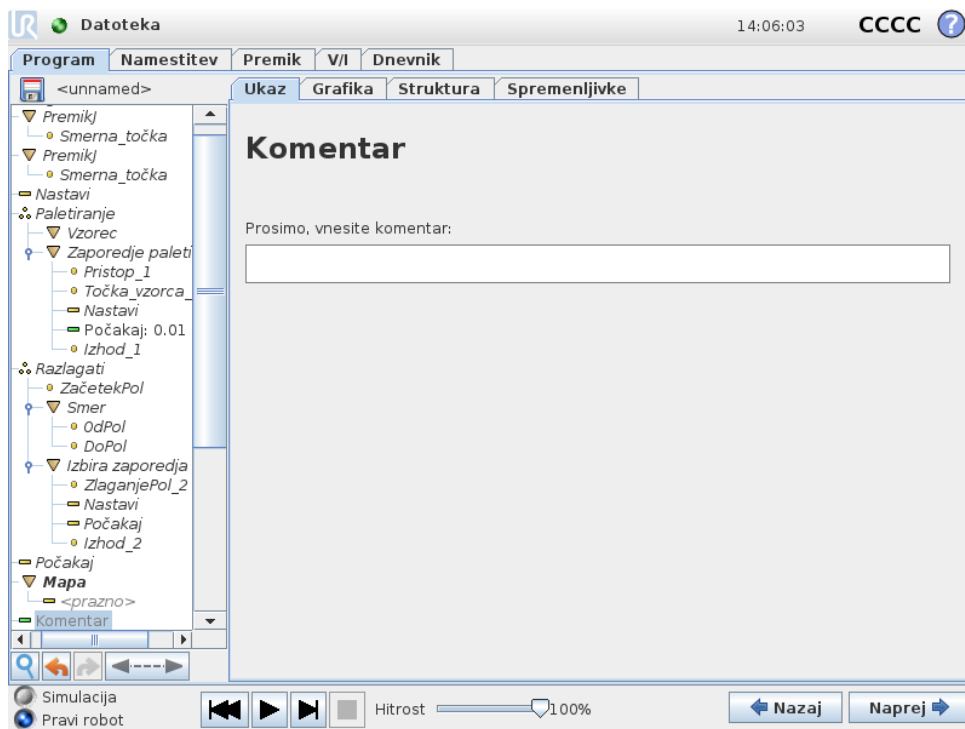 UR Datoteka 14:06:03 CCCC ?
Program Namestitev Premik V/I Dnevnik
<unnamed>
Ukaz Grafika Struktura Spremenljivke
PremikJ
Smerna_točka
PremikJ
Smerna_točka
Nastavi
Paletiranje
Vzorec
Zaporedje paleti
Pristop_1
Točka_vzorca_
Nastavi
Počakaj: 0.01
Izhod_1
Razlagati
ZačetekPol
Smer
OdPol
DoPol
Izbira zaporedja
ZlaganjePol_2
Nastavi
Počakaj
Izhod_2
Počakaj
Mapa
<prazno>
Komentar
Komentar
Prosimo, vnesite komentar:
Simulacija
Pravi robot
Hitrost 100%
Nazaj
Naprej